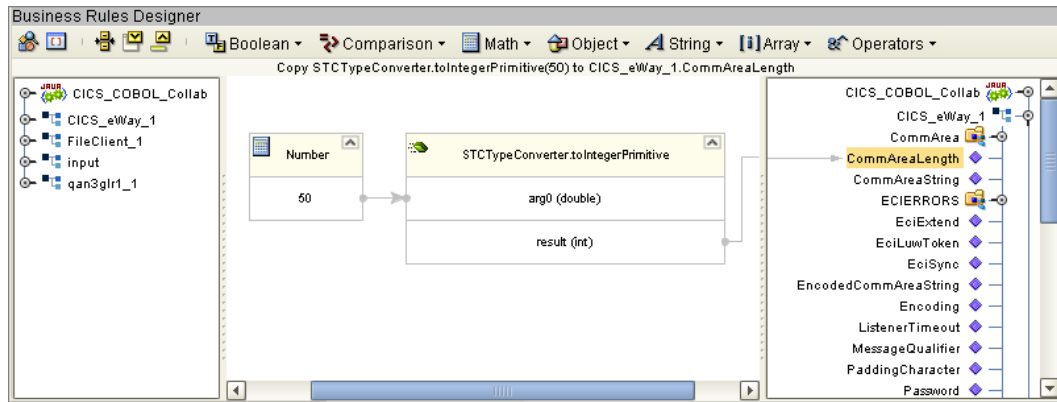 Business Rules Designer
Boolean Comparison Math Object String [i] Array Operators
Copy STCTypeConverter.toIntegerPrimitive(50) to CICS_eWay_1.CommAreaLength
JAVA CICS_COBOL_Collab
CICS_eWay_1
FileClient_1
input
qan3glr1_1
Number
50
STCTypeConverter.toIntegerPrimitive
arg0 (double)
result (int)
CICS_COBOL_Collab JAVA
CICS_eWay_1
CommArea
CommAreaLength
CommAreaString
ECIERRORS
EciExtend
EciLuwToken
EciSync
EncodedCommAreaString
Encoding
ListenerTimeout
MessageQualifier
PaddingCharacter
Password